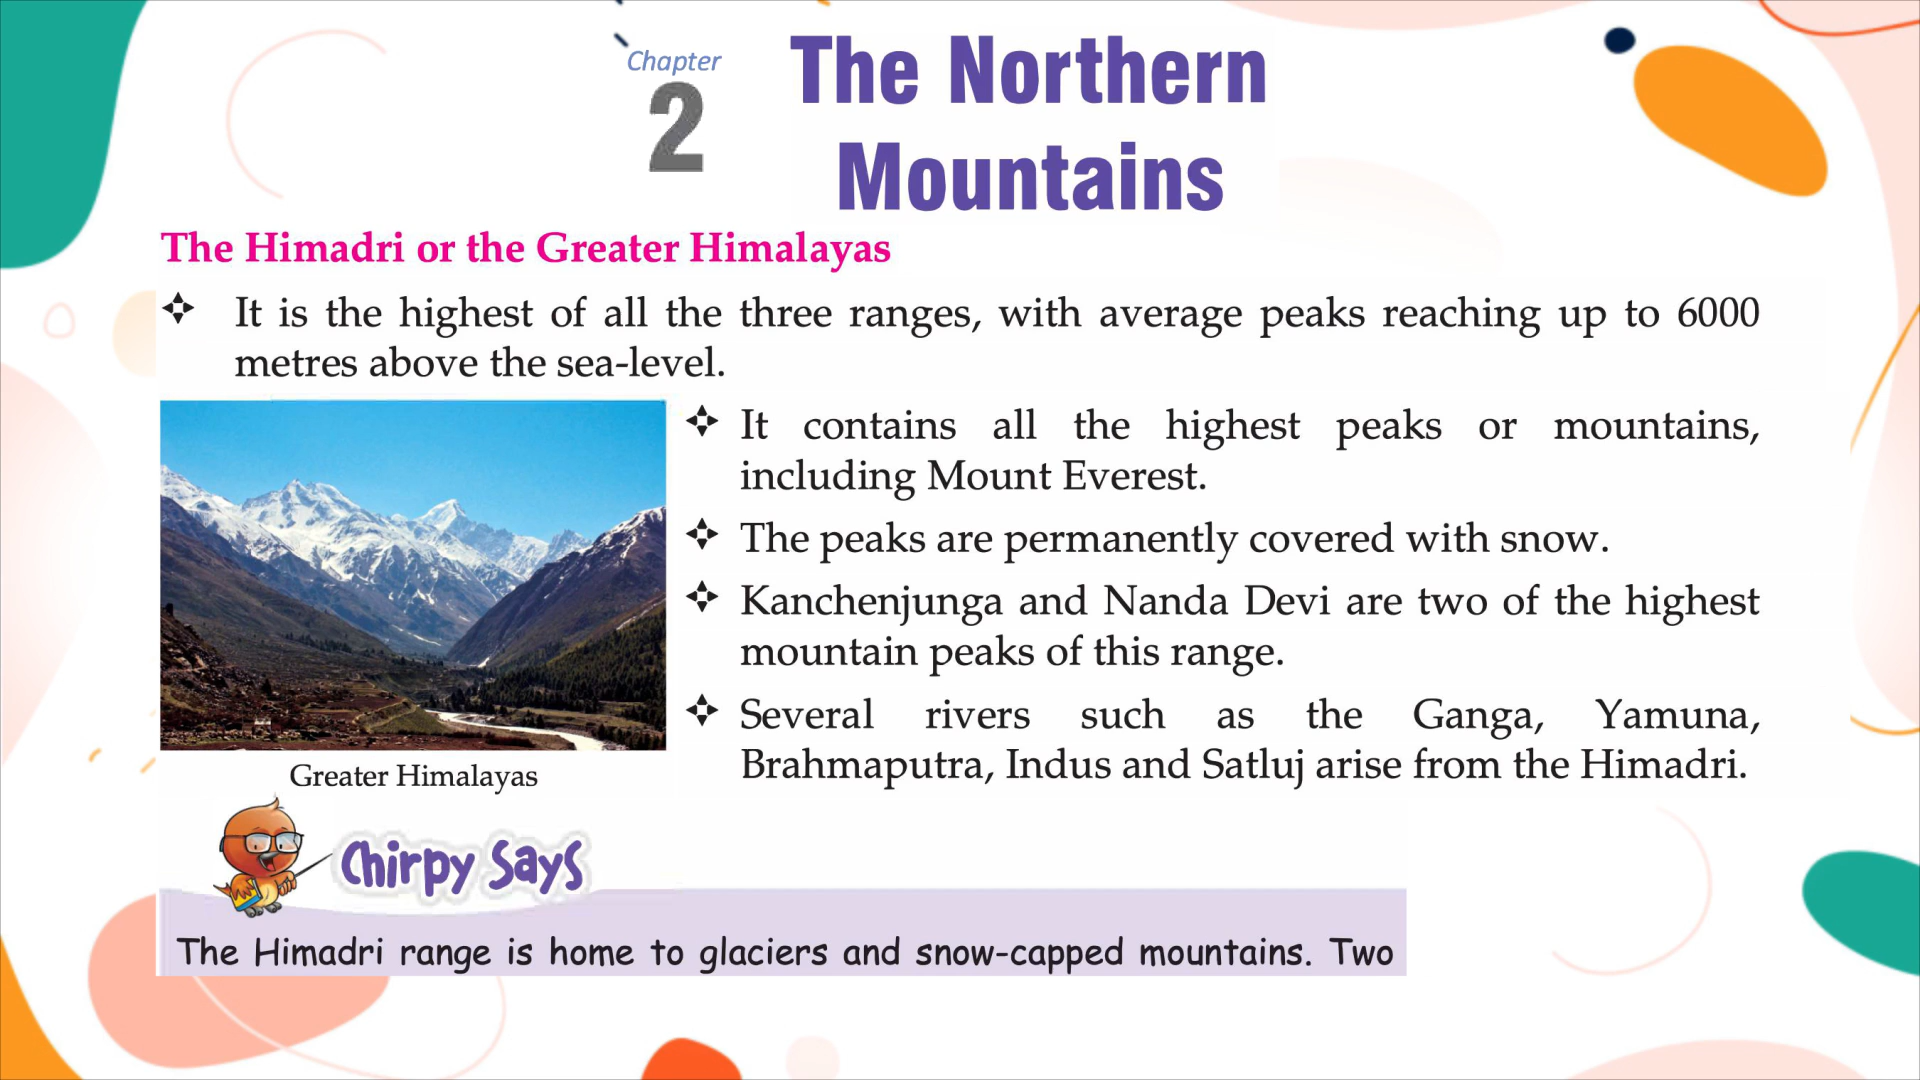 Chapter
2
The Northern
Mountains
The Himadri or the Greater Himalayas
It is the highest of all the three ranges, with average peaks reaching up to 6000
metres above the sea-level.
It contains all the highest peaks or mountains,
including Mount Everest.
The peaks are permanently covered with snow.
Kanchenjunga and Nanda Devi are two of the highest
mountain peaks of this range.
Several rivers such as the Ganga, Yamuna,
Brahmaputra, Indus and Satluj arise from the Himadri.
Greater Himalayas
Chirpy Says
The Himadri range is home to glaciers and snow-capped mountains. Two